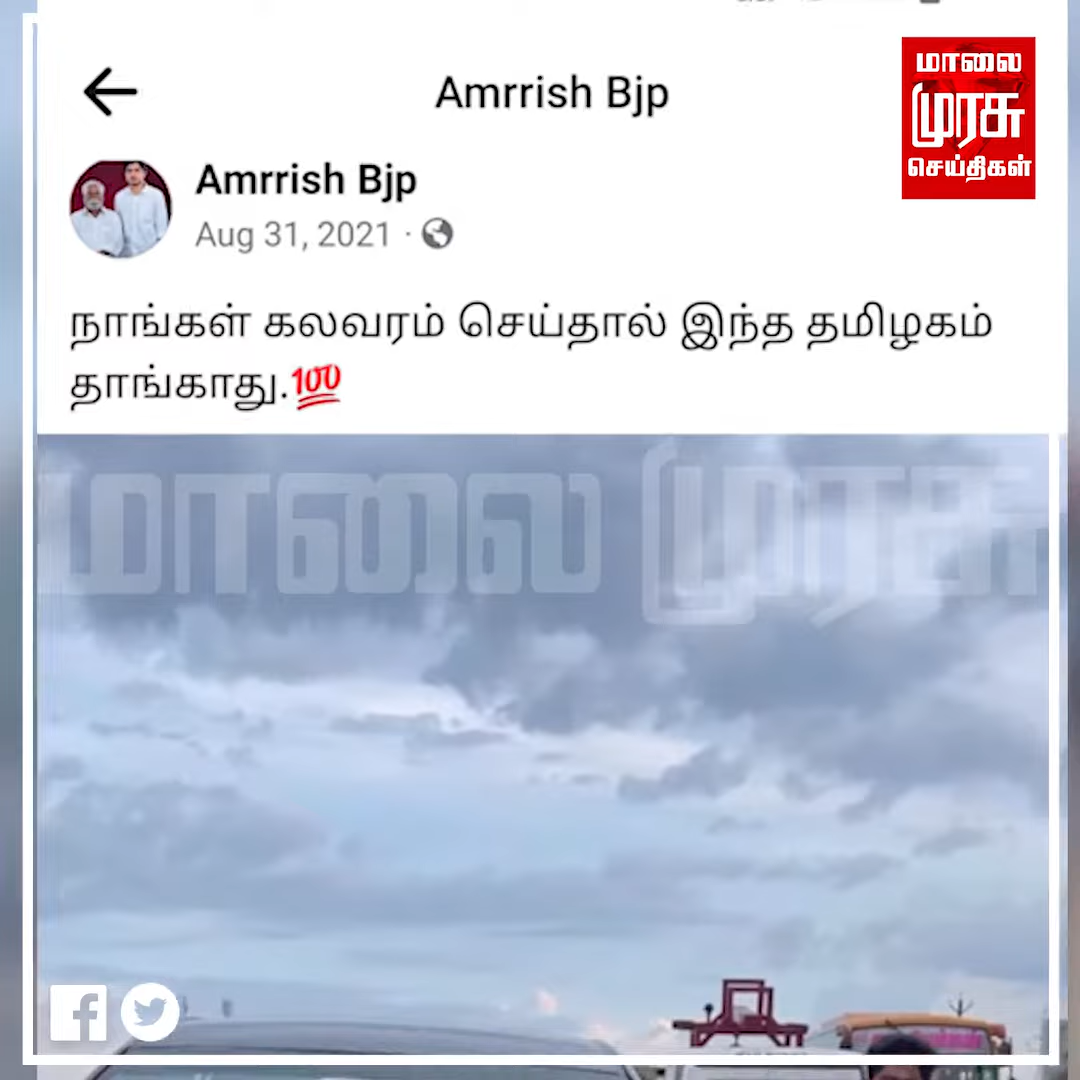 Amrrish Bjp
மாலை
முரசு
செய்திகள்
Amrrish Bjp
Aug 31, 2021 ·
நாங்கள் கலவரம் செய்தால் இந்த தமிழகம்
தாங்காது.💯
மாலை முரசு